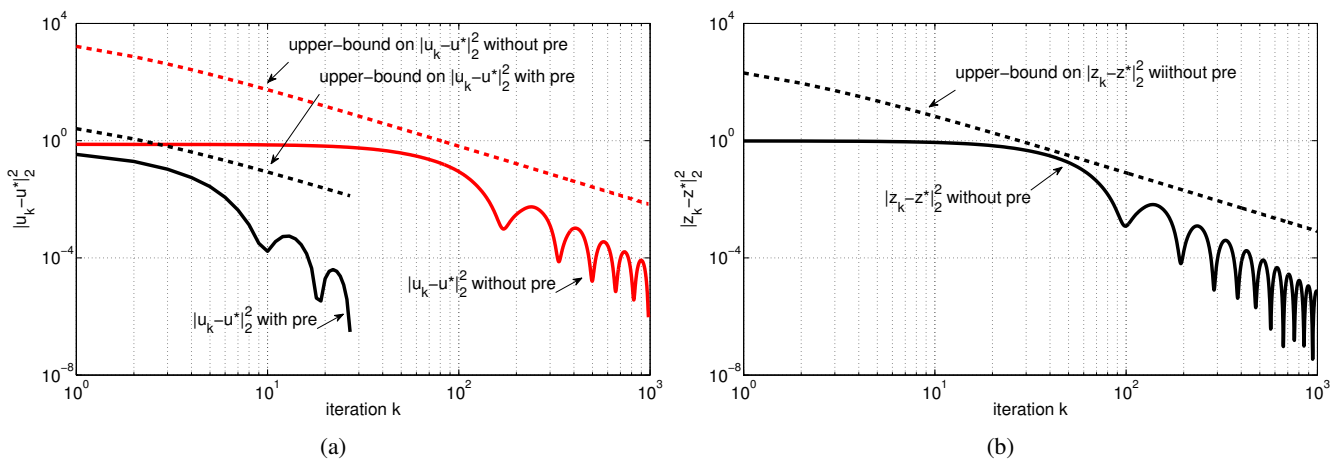 10^4
10^0
10^-4
10^-8
|u_k-u*|_2^2
upper-bound on |u_k-u*|_2^2 without pre
upper-bound on |u_k-u*|_2^2 with pre
|u_k-u*|_2^2 without pre
|u_k-u*|_2^2 with pre
10^0
10^1
10^2
10^3
iteration k
(a)
10^4
10^0
10^-4
10^-8
|z_k-z*|_2^2
upper-bound on |z_k-z*|_2^2 wiithout pre
|z_k-z*|_2^2 without pre
10^0
10^1
10^2
10^3
iteration k
(b)